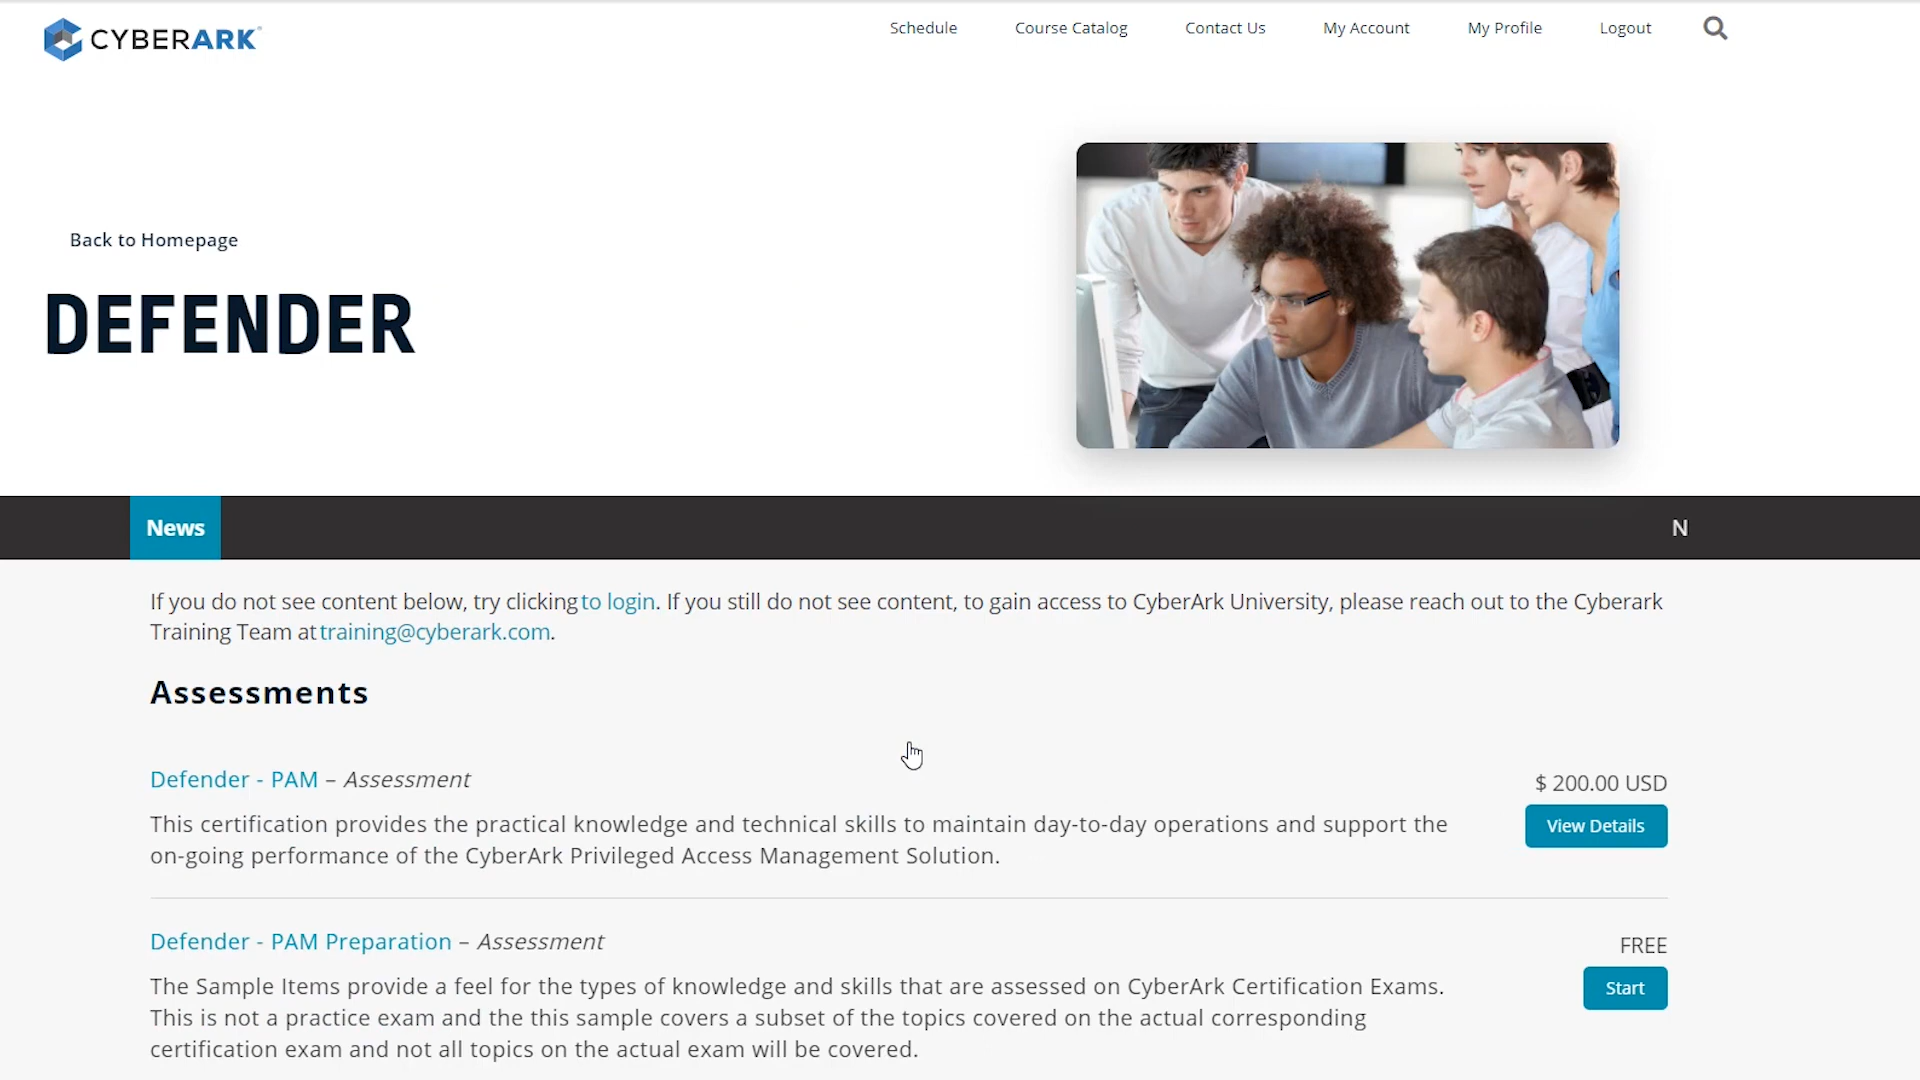 CYBERARK
Schedule
Course Catalog
Contact Us
My Account
My Profile
Logout
Back to Homepage
DEFENDER
News
N
If you do not see content below, try clicking to login. If you still do not see content, to gain access to CyberArk University, please reach out to the Cyberark
Training Team at training@cyberark.com.
Assessments
Defender - PAM – Assessment
$ 200.00 USD
This certification provides the practical knowledge and technical skills to maintain day-to-day operations and support the
on-going performance of the CyberArk Privileged Access Management Solution.
View Details
Defender - PAM Preparation – Assessment
FREE
The Sample Items provide a feel for the types of knowledge and skills that are assessed on CyberArk Certification Exams.
This is not a practice exam and the this sample covers a subset of the topics covered on the actual corresponding
certification exam and not all topics on the actual exam will be covered.
Start